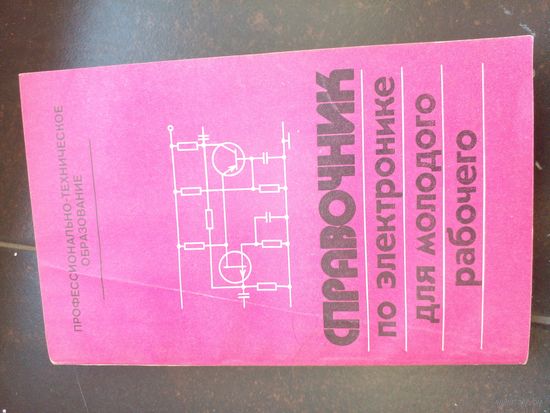 ПРОФЕССИОНАЛЬНО-ТЕХНИЧЕСКОЕ
ОБРАЗОВАНИЕ
СПРАВОЧНИК
по электронике
для молодого
рабочего